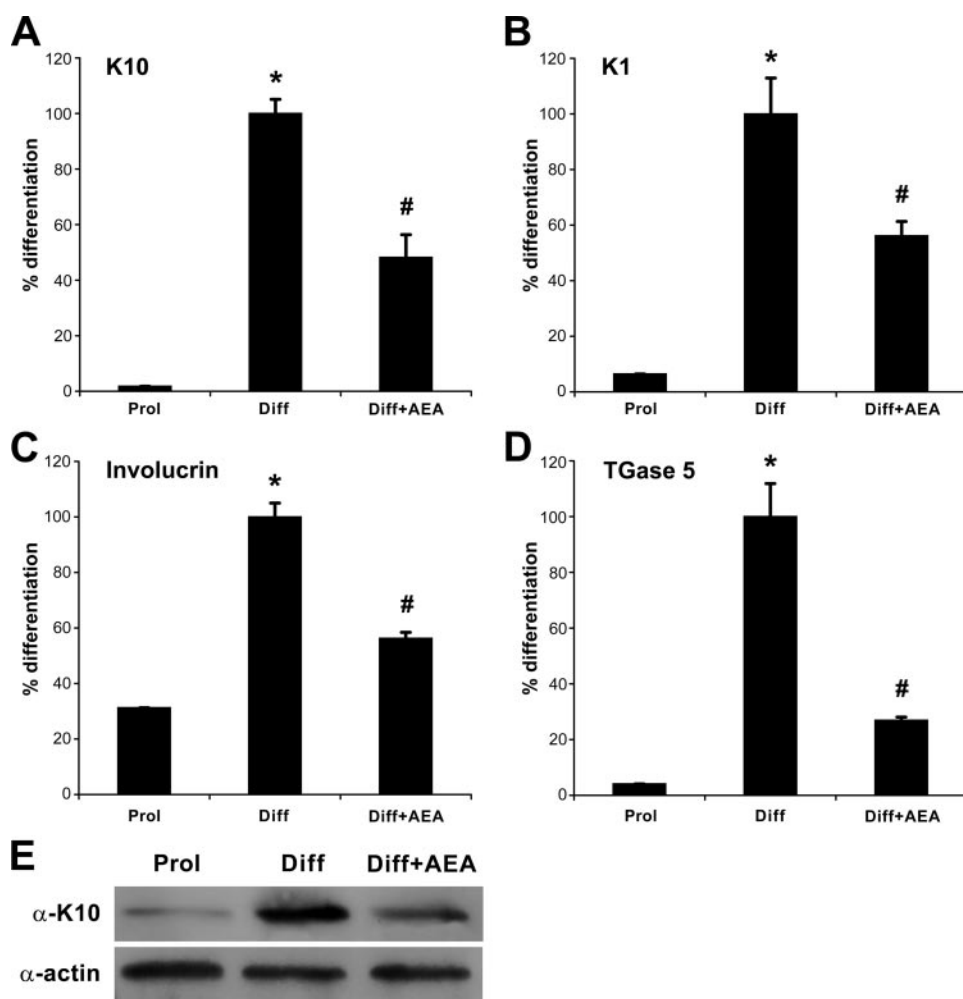 A
K10
*
#
% differentiation
120
100
80
60
40
20
0
Prol Diff Diff+AEA
B
K1
*
#
% differentiation
120
100
80
60
40
20
0
Prol Diff Diff+AEA
C
Involucrin
*
#
% differentiation
120
100
80
60
40
20
0
Prol Diff Diff+AEA
D
TGase 5
*
#
% differentiation
120
100
80
60
40
20
0
Prol Diff Diff+AEA
E
Prol Diff Diff+AEA
α-K10
α-actin